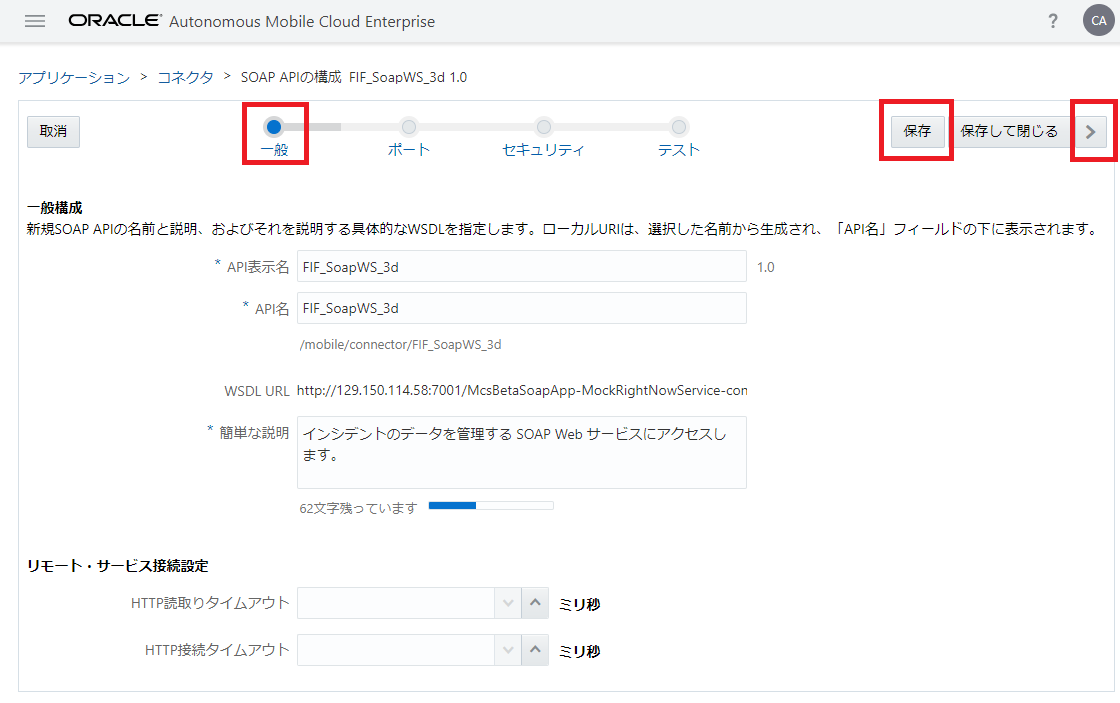 ORACLE Autonomous Mobile Cloud Enterprise ? CA
アプリケーション > コネクタ > SOAP APIの構成 FIF_SoapWS_3d 1.0
取消 保存 保存して閉じる
一般 ポート セキュリティ テスト
一般構成
新規SOAP APIの名前と説明、およびそれを説明する具体的なWSDLを指定します。ローカルURIは、選択した名前から生成され、「API名」フィールドの下に表示されます。
* API表示名 FIF_SoapWS_3d 1.0
* API名 FIF_SoapWS_3d
/mobile/connector/FIF_SoapWS_3d
WSDL URL http://129.150.114.58:7001/McsBetaSoapApp-MockRightNowService-con
* 簡単な説明 インシデントのデータを管理する SOAP Web サービスにアクセスし
ます。
62文字残っています
リモート・サービス接続設定
HTTP読取りタイムアウト ミリ秒
HTTP接続タイムアウト ミリ秒